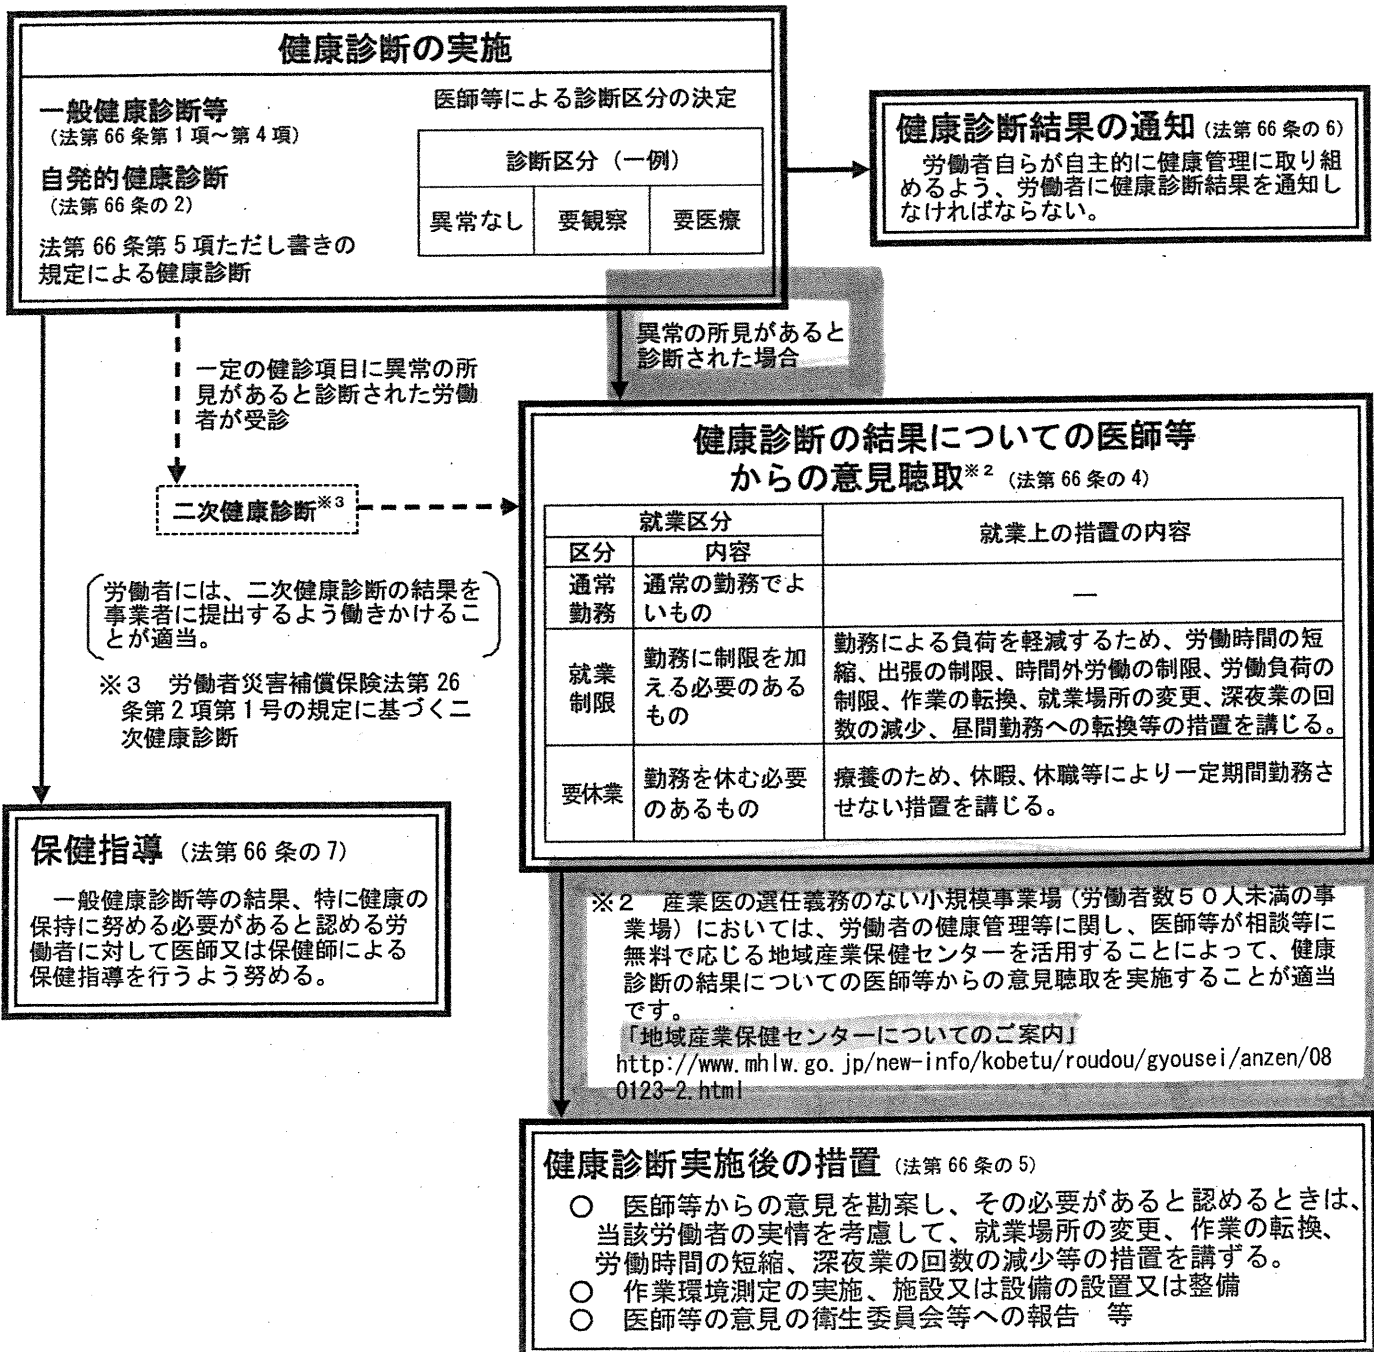 健康診断の実施
一般健康診断等
（法第66条第1項～第4項）
自発的健康診断
（法第66条の2）
法第66条第5項ただし書きの
規定による健康診断
医師等による診断区分の決定
診断区分（一例）
異常なし 要観察 要医療
健康診断結果の通知（法第66条の6）
労働者自らが自主的に健康管理に取り組
めるよう、労働者に健康診断結果を通知し
なければならない。
異常の所見があると
診断された場合
一定の健診項目に異常の所
見があると診断された労働
者が受診
二次健康診断※3
労働者には、二次健康診断の結果を
事業者に提出するよう働きかけるこ
とが適当。
※3 労働者災害補償保険法第26
条第2項第1号の規定に基づく二
次健康診断
健康診断の結果についての医師等
からの意見聴取※2（法第66条の4）
就業区分 就業上の措置の内容
区分 内容
通常 通常の勤務でよ
勤務 いもの
―
就業
制限
勤務に制限を加
える必要のある
もの
勤務による負荷を軽減するため、労働時間の短
縮、出張の制限、時間外労働の制限、労働負荷の
制限、作業の転換、就業場所の変更、深夜業の回
数の減少、昼間勤務への転換等の措置を講じる。
要休業
勤務を休む必要
のあるもの
療養のため、休暇、休職等により一定期間勤務さ
せない措置を講じる。
保健指導（法第66条の7）
一般健康診断等の結果、特に健康の
保持に努める必要があると認める労
働者に対して医師又は保健師による
保健指導を行うよう努める。
※2 産業医の選任義務のない小規模事業場（労働者数50人未満の事
業場）においては、労働者の健康管理等に関し、医師等が相談等に
無料で応じる地域産業保健センターを活用することによって、健康
診断の結果についての医師等からの意見聴取を実施することが適当
です。
「地域産業保健センターについてのご案内」
http://www.mhlw.go.jp/new-info/kobetu/roudou/gyousei/anzen/08
0123-2.html
健康診断実施後の措置（法第66条の5）
○ 医師等からの意見を勘案し、その必要があると認めるときは、
当該労働者の実情を考慮して、就業場所の変更、作業の転換、
労働時間の短縮、深夜業の回数の減少等の措置を講ずる。
○ 作業環境測定の実施、施設又は設備の設置又は整備
○ 医師等の意見の衛生委員会等への報告 等